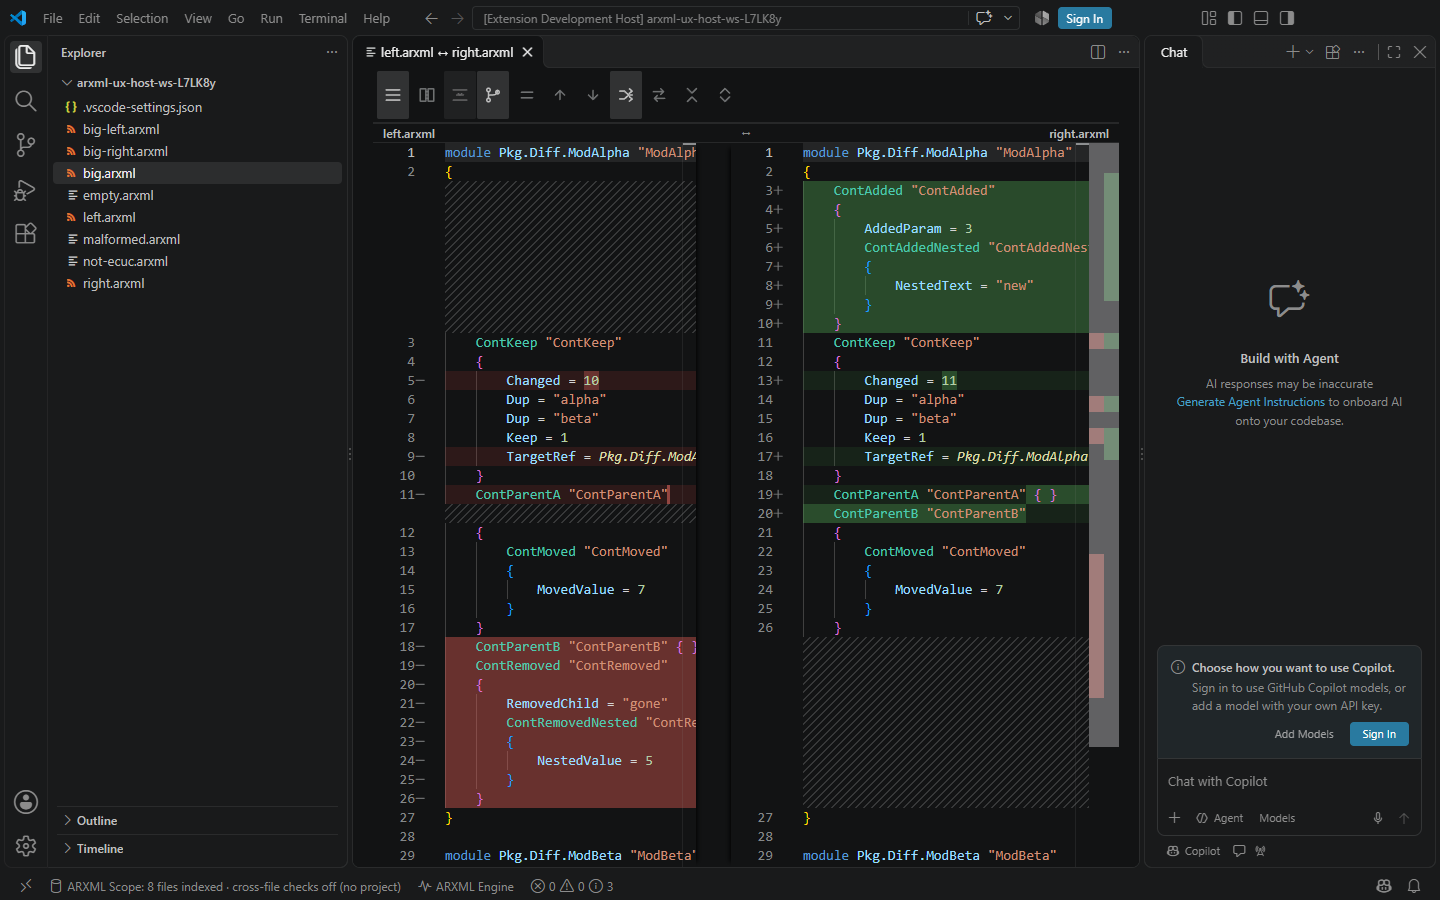 File Edit Selection View Go Run Terminal Help
[Extension Development Host] arxml-ux-host-ws-L7LK8y
Sign In
Explorer
arxml-ux-host-ws-L7LK8y
.vscode-settings.json
big-left.arxml
big-right.arxml
big.arxml
empty.arxml
left.arxml
malformed.arxml
not-ecuc.arxml
right.arxml
Outline
Timeline
left.arxml ↔ right.arxml
left.arxml ↔ right.arxml
1 module Pkg.Diff.ModAlpha "ModAlph
2 {
3 ContKeep "ContKeep"
4 {
5− Changed = 10
6 Dup = "alpha"
7 Dup = "beta"
8 Keep = 1
9− TargetRef = Pkg.Diff.ModA
10 }
11− ContParentA "ContParentA"
12 {
13 ContMoved "ContMoved"
14 {
15 MovedValue = 7
16 }
17 }
18− ContParentB "ContParentB" { }
19− ContRemoved "ContRemoved"
20− {
21− RemovedChild = "gone"
22− ContRemovedNested "ContRe
23− {
24− NestedValue = 5
25− }
26− }
27 }
28
29 module Pkg.Diff.ModBeta "ModBeta"
1 module Pkg.Diff.ModAlpha "ModAlpha"
2 {
3+ ContAdded "ContAdded"
4+ {
5+ AddedParam = 3
6+ ContAddedNested "ContAddedNes
7+ {
8+ NestedText = "new"
9+ }
10+ }
11 ContKeep "ContKeep"
12 {
13+ Changed = 11
14 Dup = "alpha"
15 Dup = "beta"
16 Keep = 1
17+ TargetRef = Pkg.Diff.ModAlpha
18 }
19+ ContParentA "ContParentA" { }
20+ ContParentB "ContParentB"
21 {
22 ContMoved "ContMoved"
23 {
24 MovedValue = 7
25 }
26 }
27 }
28
29 module Pkg.Diff.ModBeta "ModBeta"
Chat
Build with Agent
AI responses may be inaccurate
Generate Agent Instructions to onboard AI
onto your codebase.
Choose how you want to use Copilot.
Sign in to use GitHub Copilot models, or
add a model with your own API key.
Add Models Sign In
Chat with Copilot
Agent Models
Copilot
ARXML Scope: 8 files indexed · cross-file checks off (no project) ARXML Engine 0 0 3